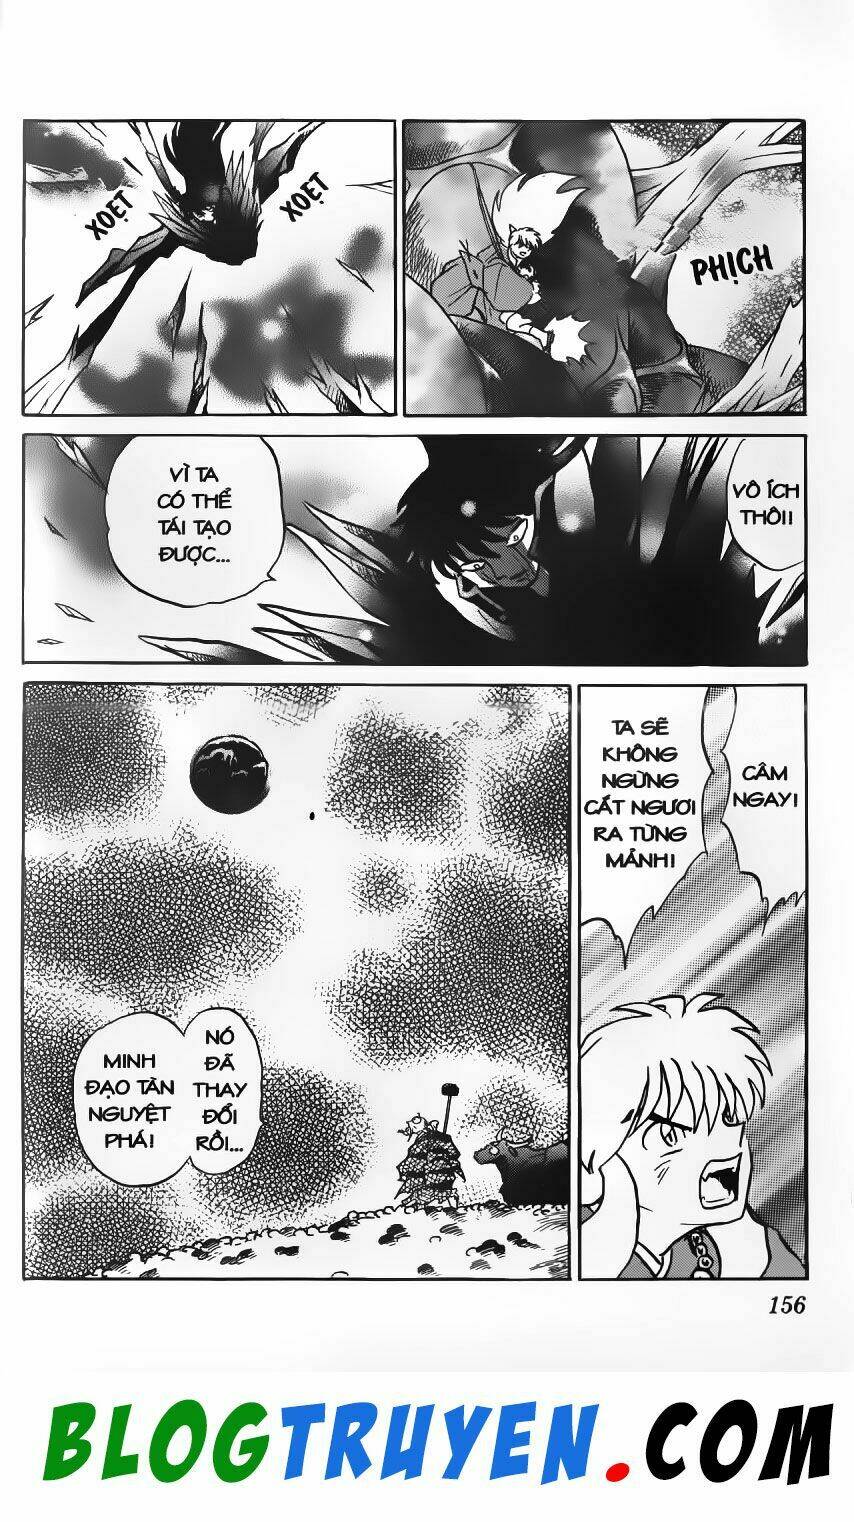 PHỊCH
XOẸT
XOẸT
VÔ ÍCH
THÔI!
VÌ TA
CÓ THỂ
TÁI TẠO
ĐƯỢC...
CÂM
NGAY!
TA SẼ
KHÔNG
NGỪNG
CẮT NGƯƠI
RA TỪNG
MẢNH!
NÓ
ĐÃ
THAY
ĐỔI
RỒI...
MINH
ĐẠO TÀN
NGUYỆT
PHÁ!
156
BLOGTRUYEN.COM